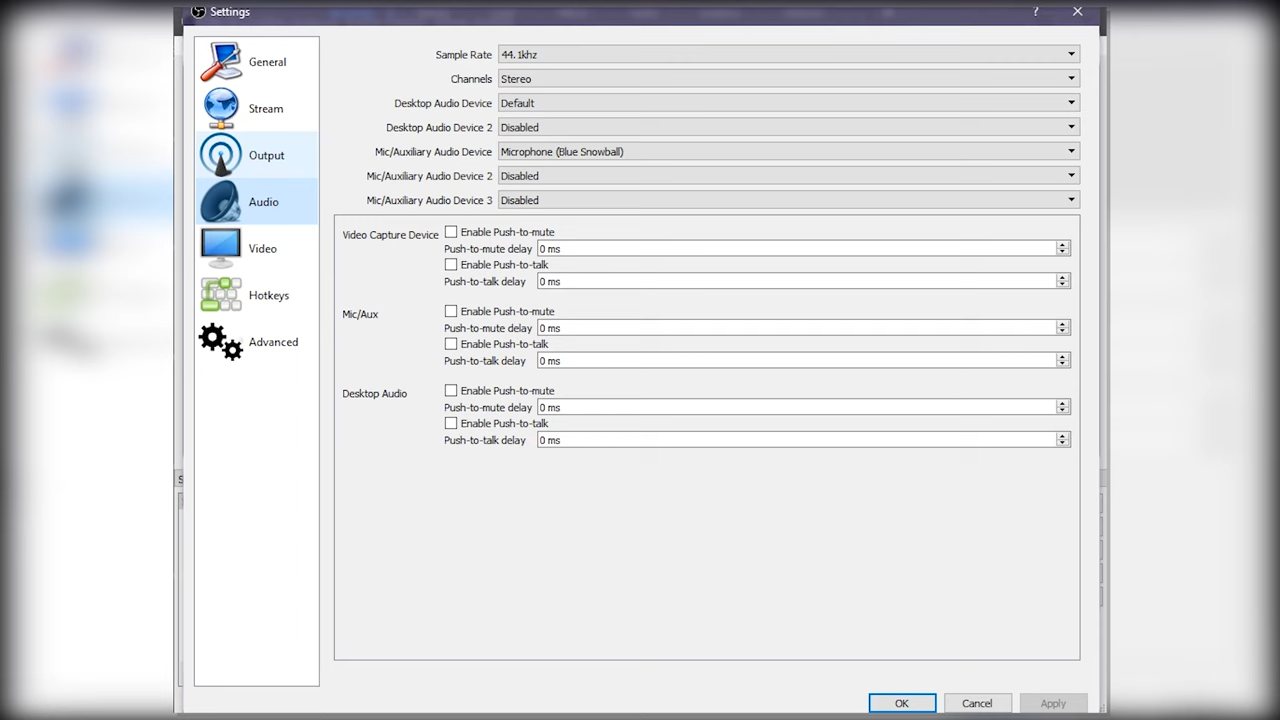 Settings
?
General
Stream
Output
Audio
Video
Hotkeys
Advanced
Sample Rate 44.1khz
Channels Stereo
Desktop Audio Device Default
Desktop Audio Device 2 Disabled
Mic/Auxiliary Audio Device Microphone (Blue Snowball)
Mic/Auxiliary Audio Device 2 Disabled
Mic/Auxiliary Audio Device 3 Disabled
Video Capture Device Enable Push-to-mute
Push-to-mute delay 0 ms
Enable Push-to-talk
Push-to-talk delay 0 ms
Mic/Aux Enable Push-to-mute
Push-to-mute delay 0 ms
Enable Push-to-talk
Push-to-talk delay 0 ms
Desktop Audio Enable Push-to-mute
Push-to-mute delay 0 ms
Enable Push-to-talk
Push-to-talk delay 0 ms
OK Cancel Apply